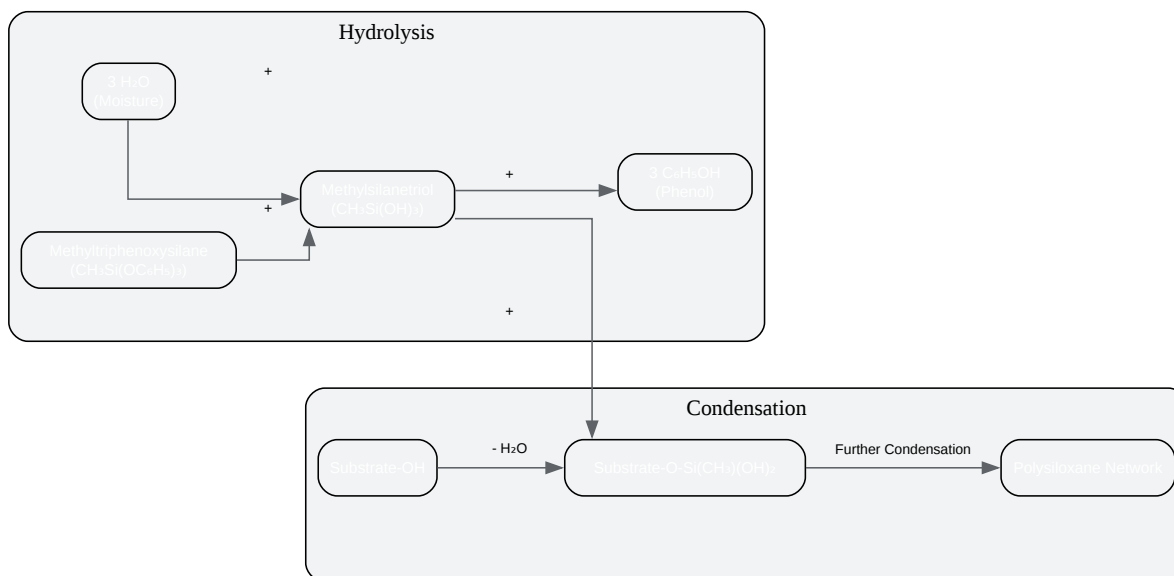 Hydrolysis
3 H₂O
(Moisture)
+
Methylsilanetriol
(CH₃Si(OH)₃)
+
3 C₆H₅OH
(Phenol)
+
Methyltriphenoxysilane
(CH₃Si(OC₆H₅)₃)
+
Condensation
Substrate-OH
- H₂O
Substrate-O-Si(CH₃)(OH)₂
Further Condensation
Polysiloxane Network